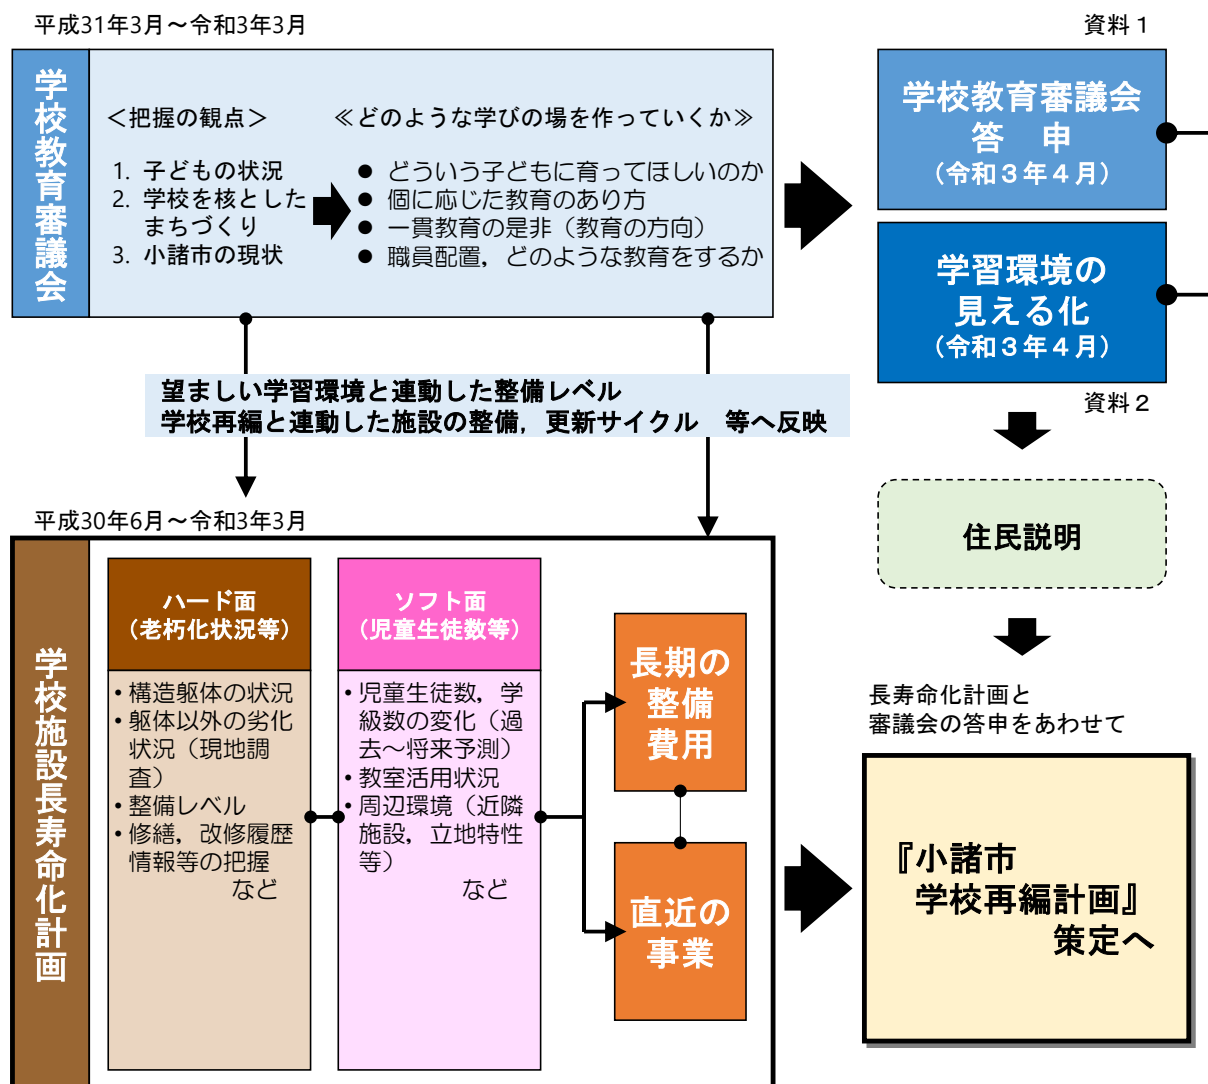 平成31年3月～令和3年3月
学校教育審議会
＜把握の観点＞
1. 子どもの状況
2. 学校を核とした
まちづくり
3. 小諸市の現状
≪どのような学びの場を作っていくか≫
● どういう子どもに育ってほしいのか
● 個に応じた教育のあり方
● 一貫教育の是非（教育の方向）
● 職員配置，どのような教育をするか
資料１
学校教育審議会
答　申
（令和３年４月）
学習環境の
見える化
（令和３年４月）
資料２
望ましい学習環境と連動した整備レベル
学校再編と連動した施設の整備，更新サイクル　等へ反映
平成30年6月～令和3年3月
学校施設長寿命化計画
ハード面
（老朽化状況等）
・構造躯体の状況
・躯体以外の劣化
状況（現地調
査）
・整備レベル
・修繕，改修履歴
情報等の把握
など
ソフト面
（児童生徒数等）
・児童生徒数，学
級数の変化（過
去～将来予測）
・教室活用状況
・周辺環境（近隣
施設，立地特性
等）
など
長期の
整備
費用
直近の
事業
住民説明
長寿命化計画と
審議会の答申をあわせて
『小諸市
学校再編計画』
策定へ